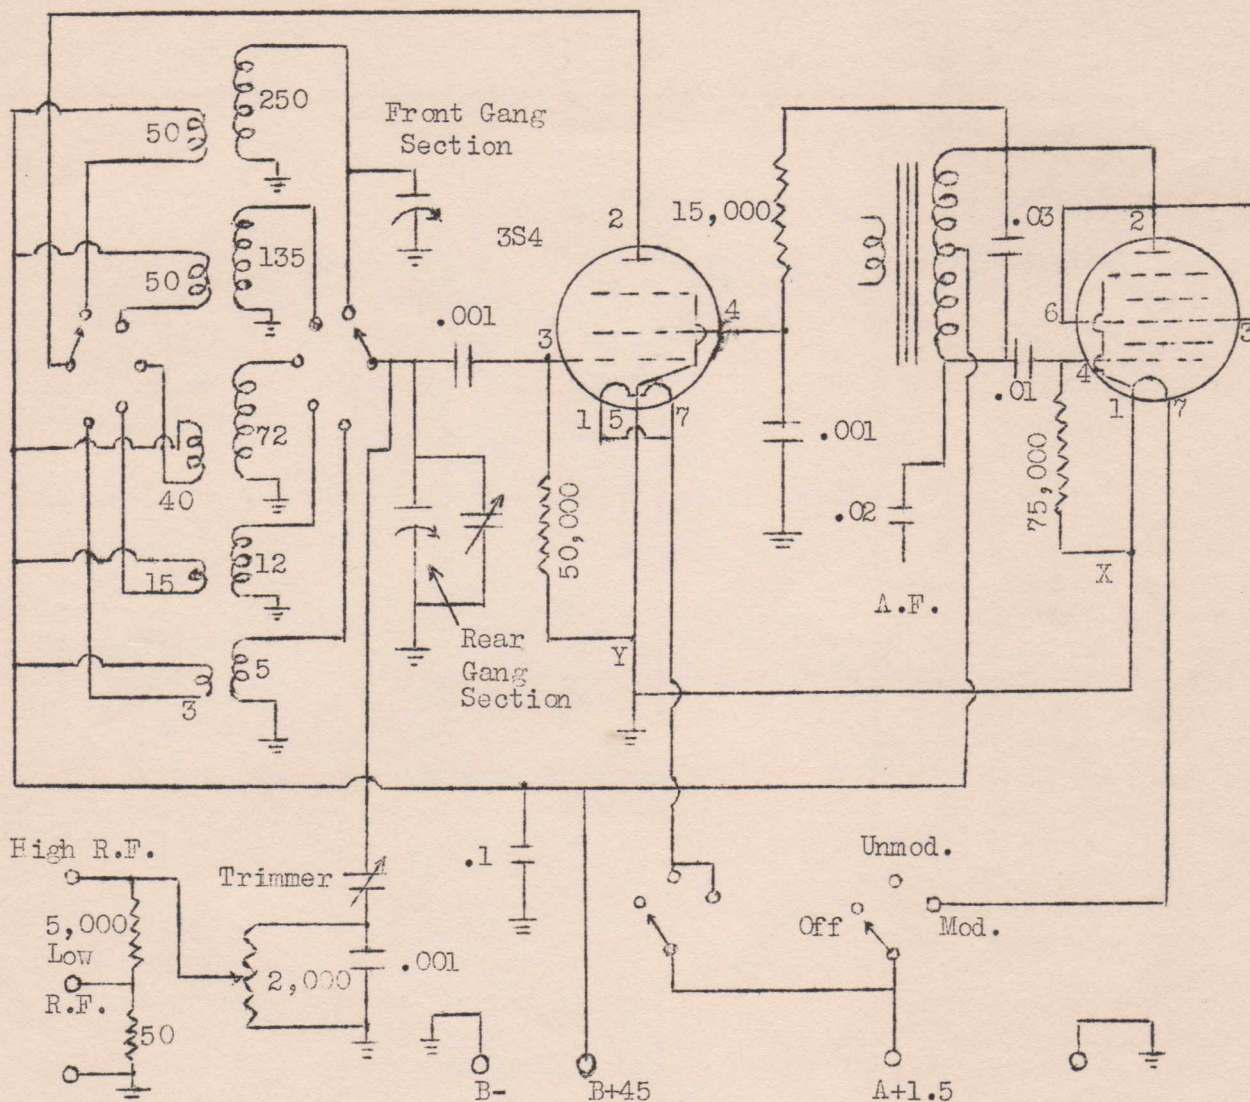 250
Front Gang
Section
50
135
50
3S4
2
15,000
.03
2
.001
3
4
6
3
1
5
7
.01
4
1
7
72
40
.001
.02
75,000
50,000
15
12
A.F.
X
Rear
Gang
Section
Y
5
3
High R.F.
Trimmer
.1
Unmod.
5,000
Low
R.F.
2,000
.001
Off
Mod.
50
B-
B+45
A+1.5